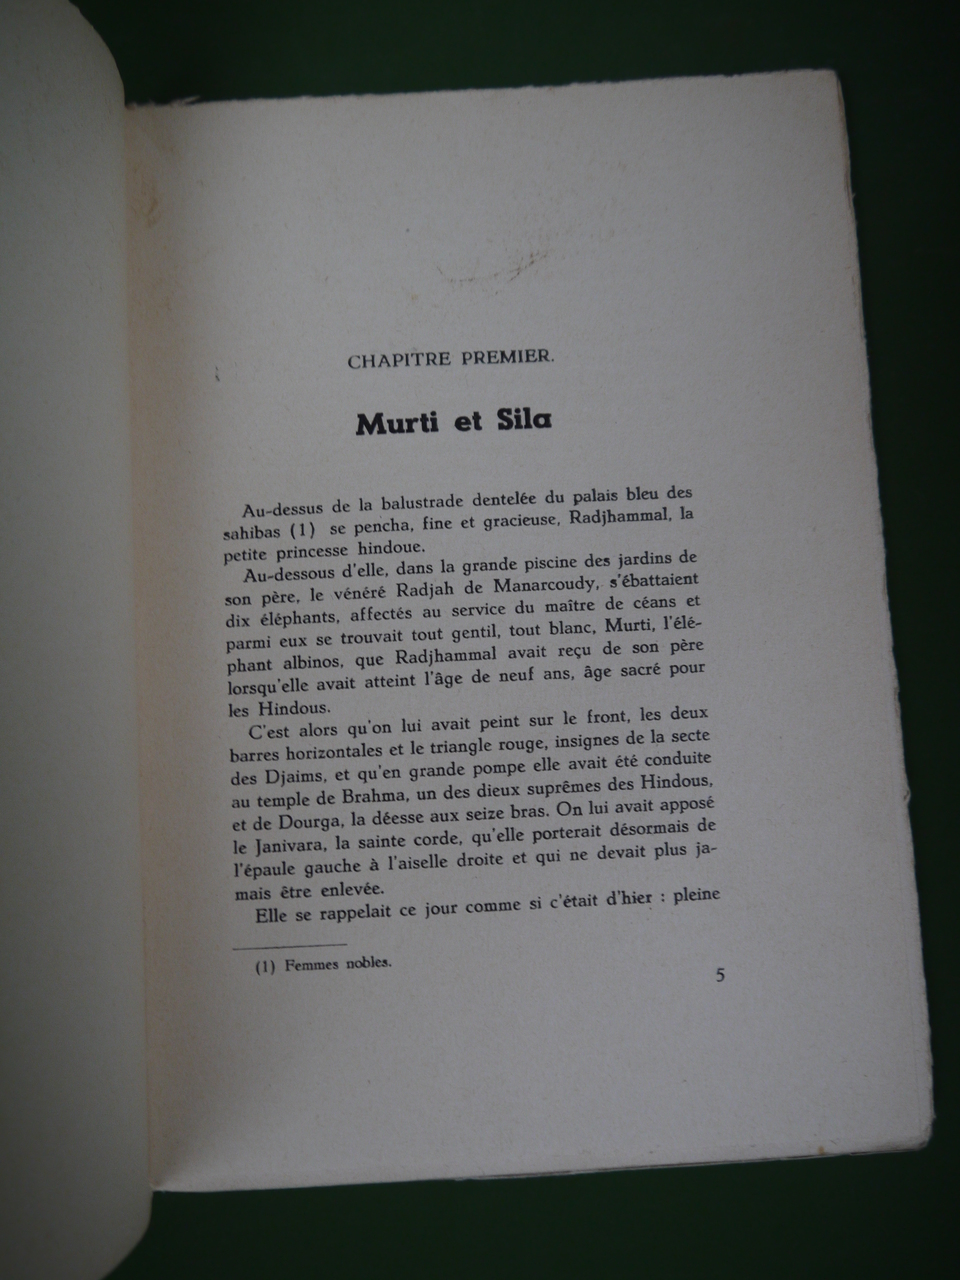 CHAPITRE PREMIER.
Murti et Sila
Au-dessus de la balustrade dentelée du palais bleu des
sahibas (1) se pencha, fine et gracieuse, Radjhammal, la
petite princesse hindoue.
Au-dessous d'elle, dans la grande piscine des jardins de
son père, le vénéré Radjah de Manarcoudy, s'ébattaient
dix éléphants, affectés au service du maître de céans et
parmi eux se trouvait tout gentil, tout blanc, Murti, l'élé-
phant albinos, que Radjhammal avait reçu de son père
lorsqu'elle avait atteint l'âge de neuf ans, âge sacré pour
les Hindous.
C'est alors qu'on lui avait peint sur le front, les deux
barres horizontales et le triangle rouge, insignes de la secte
des Djaims, et qu'en grande pompe elle avait été conduite
au temple de Brahma, un des dieux suprêmes des Hindous,
et de Dourga, la déesse aux seize bras. On lui avait apposé
le Janivara, la sainte corde, qu'elle porterait désormais de
l'épaule gauche à l'aiselle droite et qui ne devait plus ja-
mais être enlevée.
Elle se rappelait ce jour comme si c'était d'hier : pleine
(1) Femmes nobles.
5